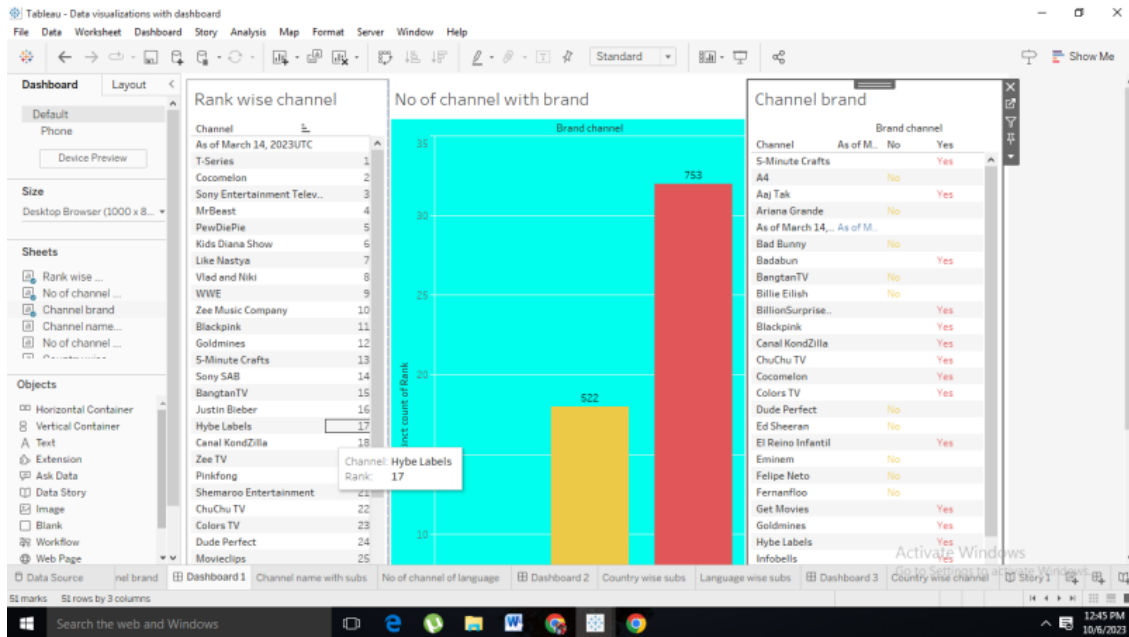 Tableau - Data visualizations with dashboard
File Data Worksheet Dashboard Story Analysis Map Format Server Window Help
Standard
Show Me
Dashboard Layout
Default
Phone
Device Preview
Size
Desktop Browser (1000 x 8...
Sheets
Rank wise ...
No of channel ...
Channel brand
Channel name...
No of channel ...
Objects
Horizontal Container
Vertical Container
Text
Extension
Ask Data
Data Story
Image
Blank
Workflow
Web Page
Rank wise channel
Channel
As of March 14, 2023UTC
T-Series 1
Cocomelon 2
Sony Entertainment Telev.. 3
MrBeast 4
PewDiePie 5
Kids Diana Show 6
Like Nastya 7
Vlad and Niki 8
WWE 9
Zee Music Company 10
Blackpink 11
Goldmines 12
5-Minute Crafts 13
Sony SAB 14
BangtanTV 15
Justin Bieber 16
Hybe Labels 17
Canal KondZilla 18
Zee TV
Pinkfong
Shemaroo Entertainment 21
ChuChu TV 22
Colors TV 23
Dude Perfect 24
Movieclips 25
Channel: Hybe Labels
Rank: 17
No of channel with brand
Brand channel
35
30
25
20
10
count of Rank
522
753
Channel brand
Brand channel
Channel As of M.. No Yes
5-Minute Crafts Yes
A4 No
Aaj Tak Yes
Ariana Grande No
As of March 14,.. As of M..
Bad Bunny No
Badabun Yes
BangtanTV No
Billie Eilish No
BillionSurprise.. Yes
Blackpink Yes
Canal KondZilla Yes
ChuChu TV Yes
Cocomelon Yes
Colors TV Yes
Dude Perfect No
Ed Sheeran No
El Reino Infantil Yes
Eminem No
Felipe Neto No
Fernanfloo No
Get Movies Yes
Goldmines Yes
Hybe Labels Yes
Infobells Yes
Activate Windows
Go to Settings to activate Windows.
Data Source nel brand Dashboard 1 Channel name with subs No of channel of language Dashboard 2 Country wise subs Language wise subs Dashboard 3 Country wise channel Story 1
51 marks 51 rows by 3 columns
Search the web and Windows
12:45 PM
10/6/2023